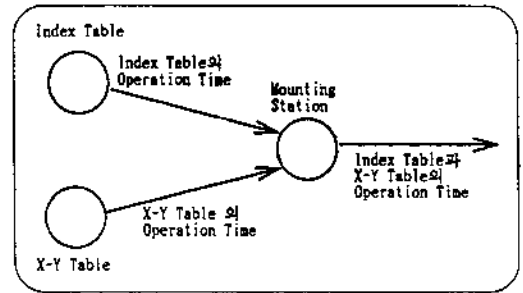 Index Table
Index Table의
Operation Time
Mounting
Station
Index Table과
X-Y Table의
Operation Time
X-Y Table 의
Operation Time
X-Y Table